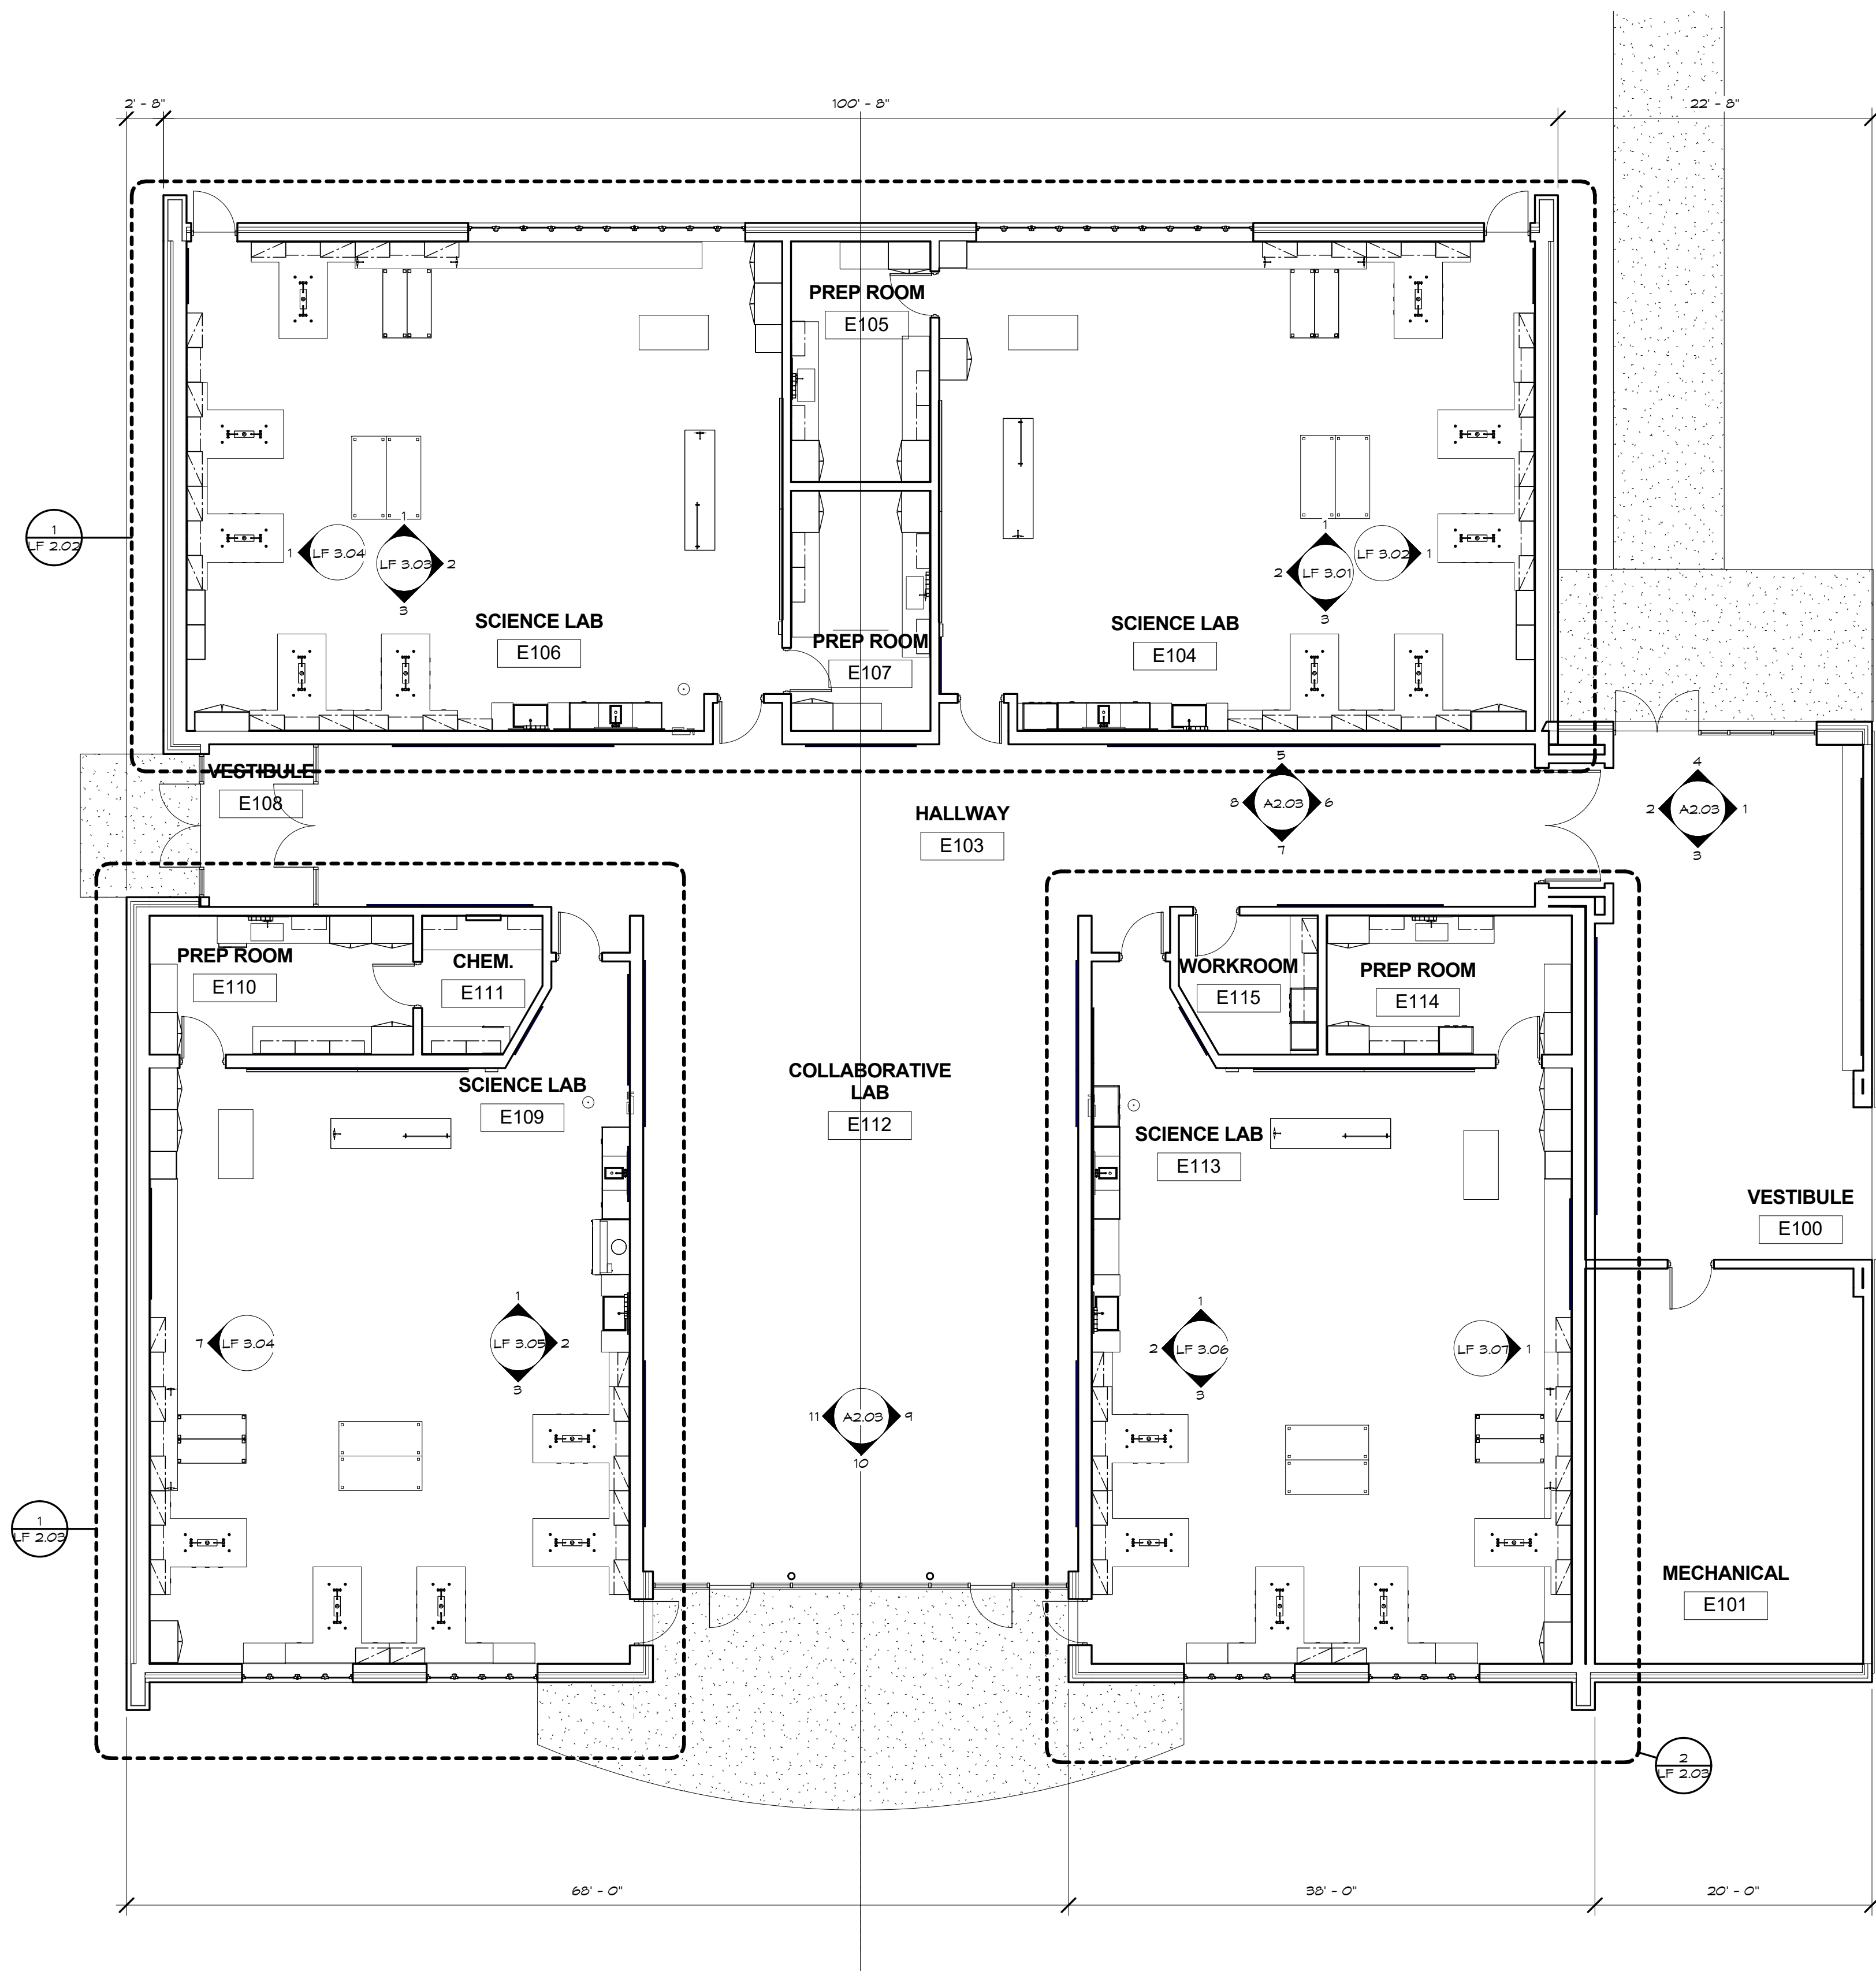 2' - 8"
100' - 8"
22' - 8"
PREP ROOM
E105
1
LF 2.02
1
LF 3.04
1
LF 3.03
2
3
SCIENCE LAB
E106
PREP ROOM
E107
SCIENCE LAB
E104
1
2
LF 3.01
3
LF 3.02
1
VESTIBULE
E108
HALLWAY
E103
5
8
A2.03
6
7
4
2
A2.03
1
3
PREP ROOM
E110
CHEM.
E111
WORKROOM
E115
PREP ROOM
E114
SCIENCE LAB
E109
COLLABORATIVE
LAB
E112
SCIENCE LAB
E113
VESTIBULE
E100
7
LF 3.04
1
LF 3.05
2
3
1
2
LF 3.06
3
LF 3.07
1
11
A2.03
9
10
1
LF 2.03
MECHANICAL
E101
2
LF 2.03
68' - 0"
38' - 0"
20' - 0"